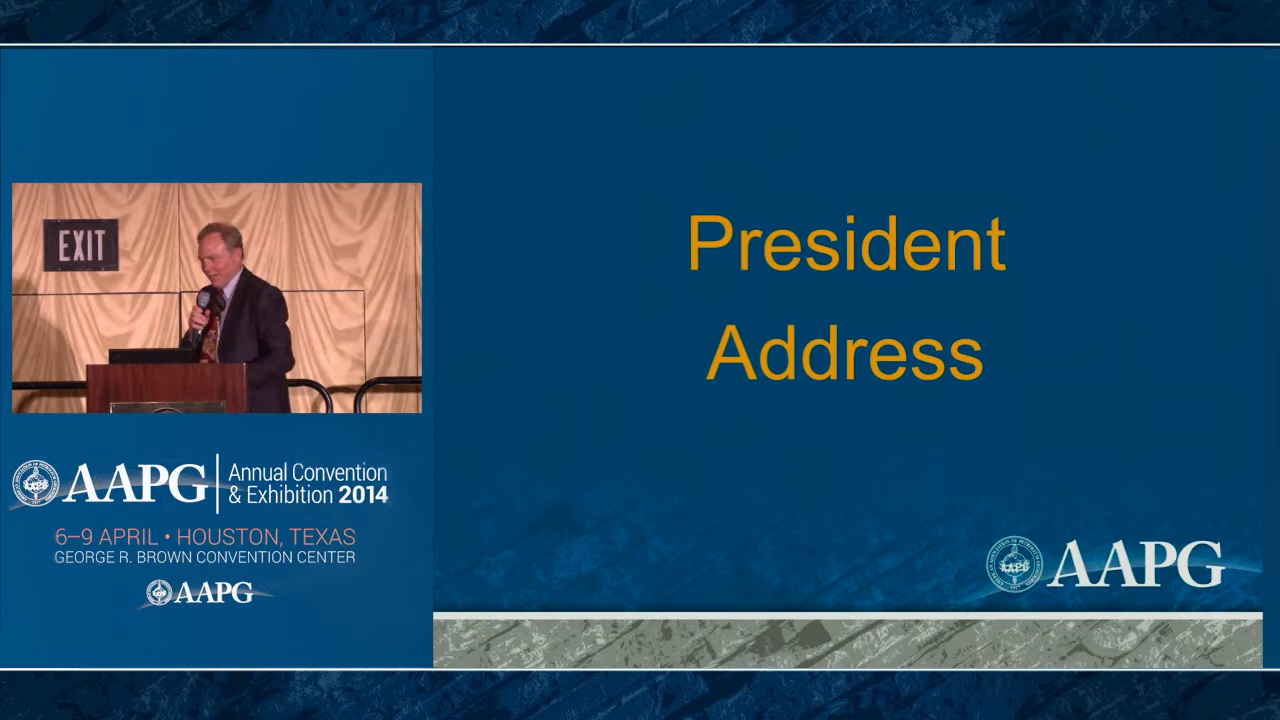 EXIT
AAPG
Annual Convention
& Exhibition 2014
6–9 APRIL • HOUSTON, TEXAS
GEORGE R. BROWN CONVENTION CENTER
AAPG
President
Address
AAPG